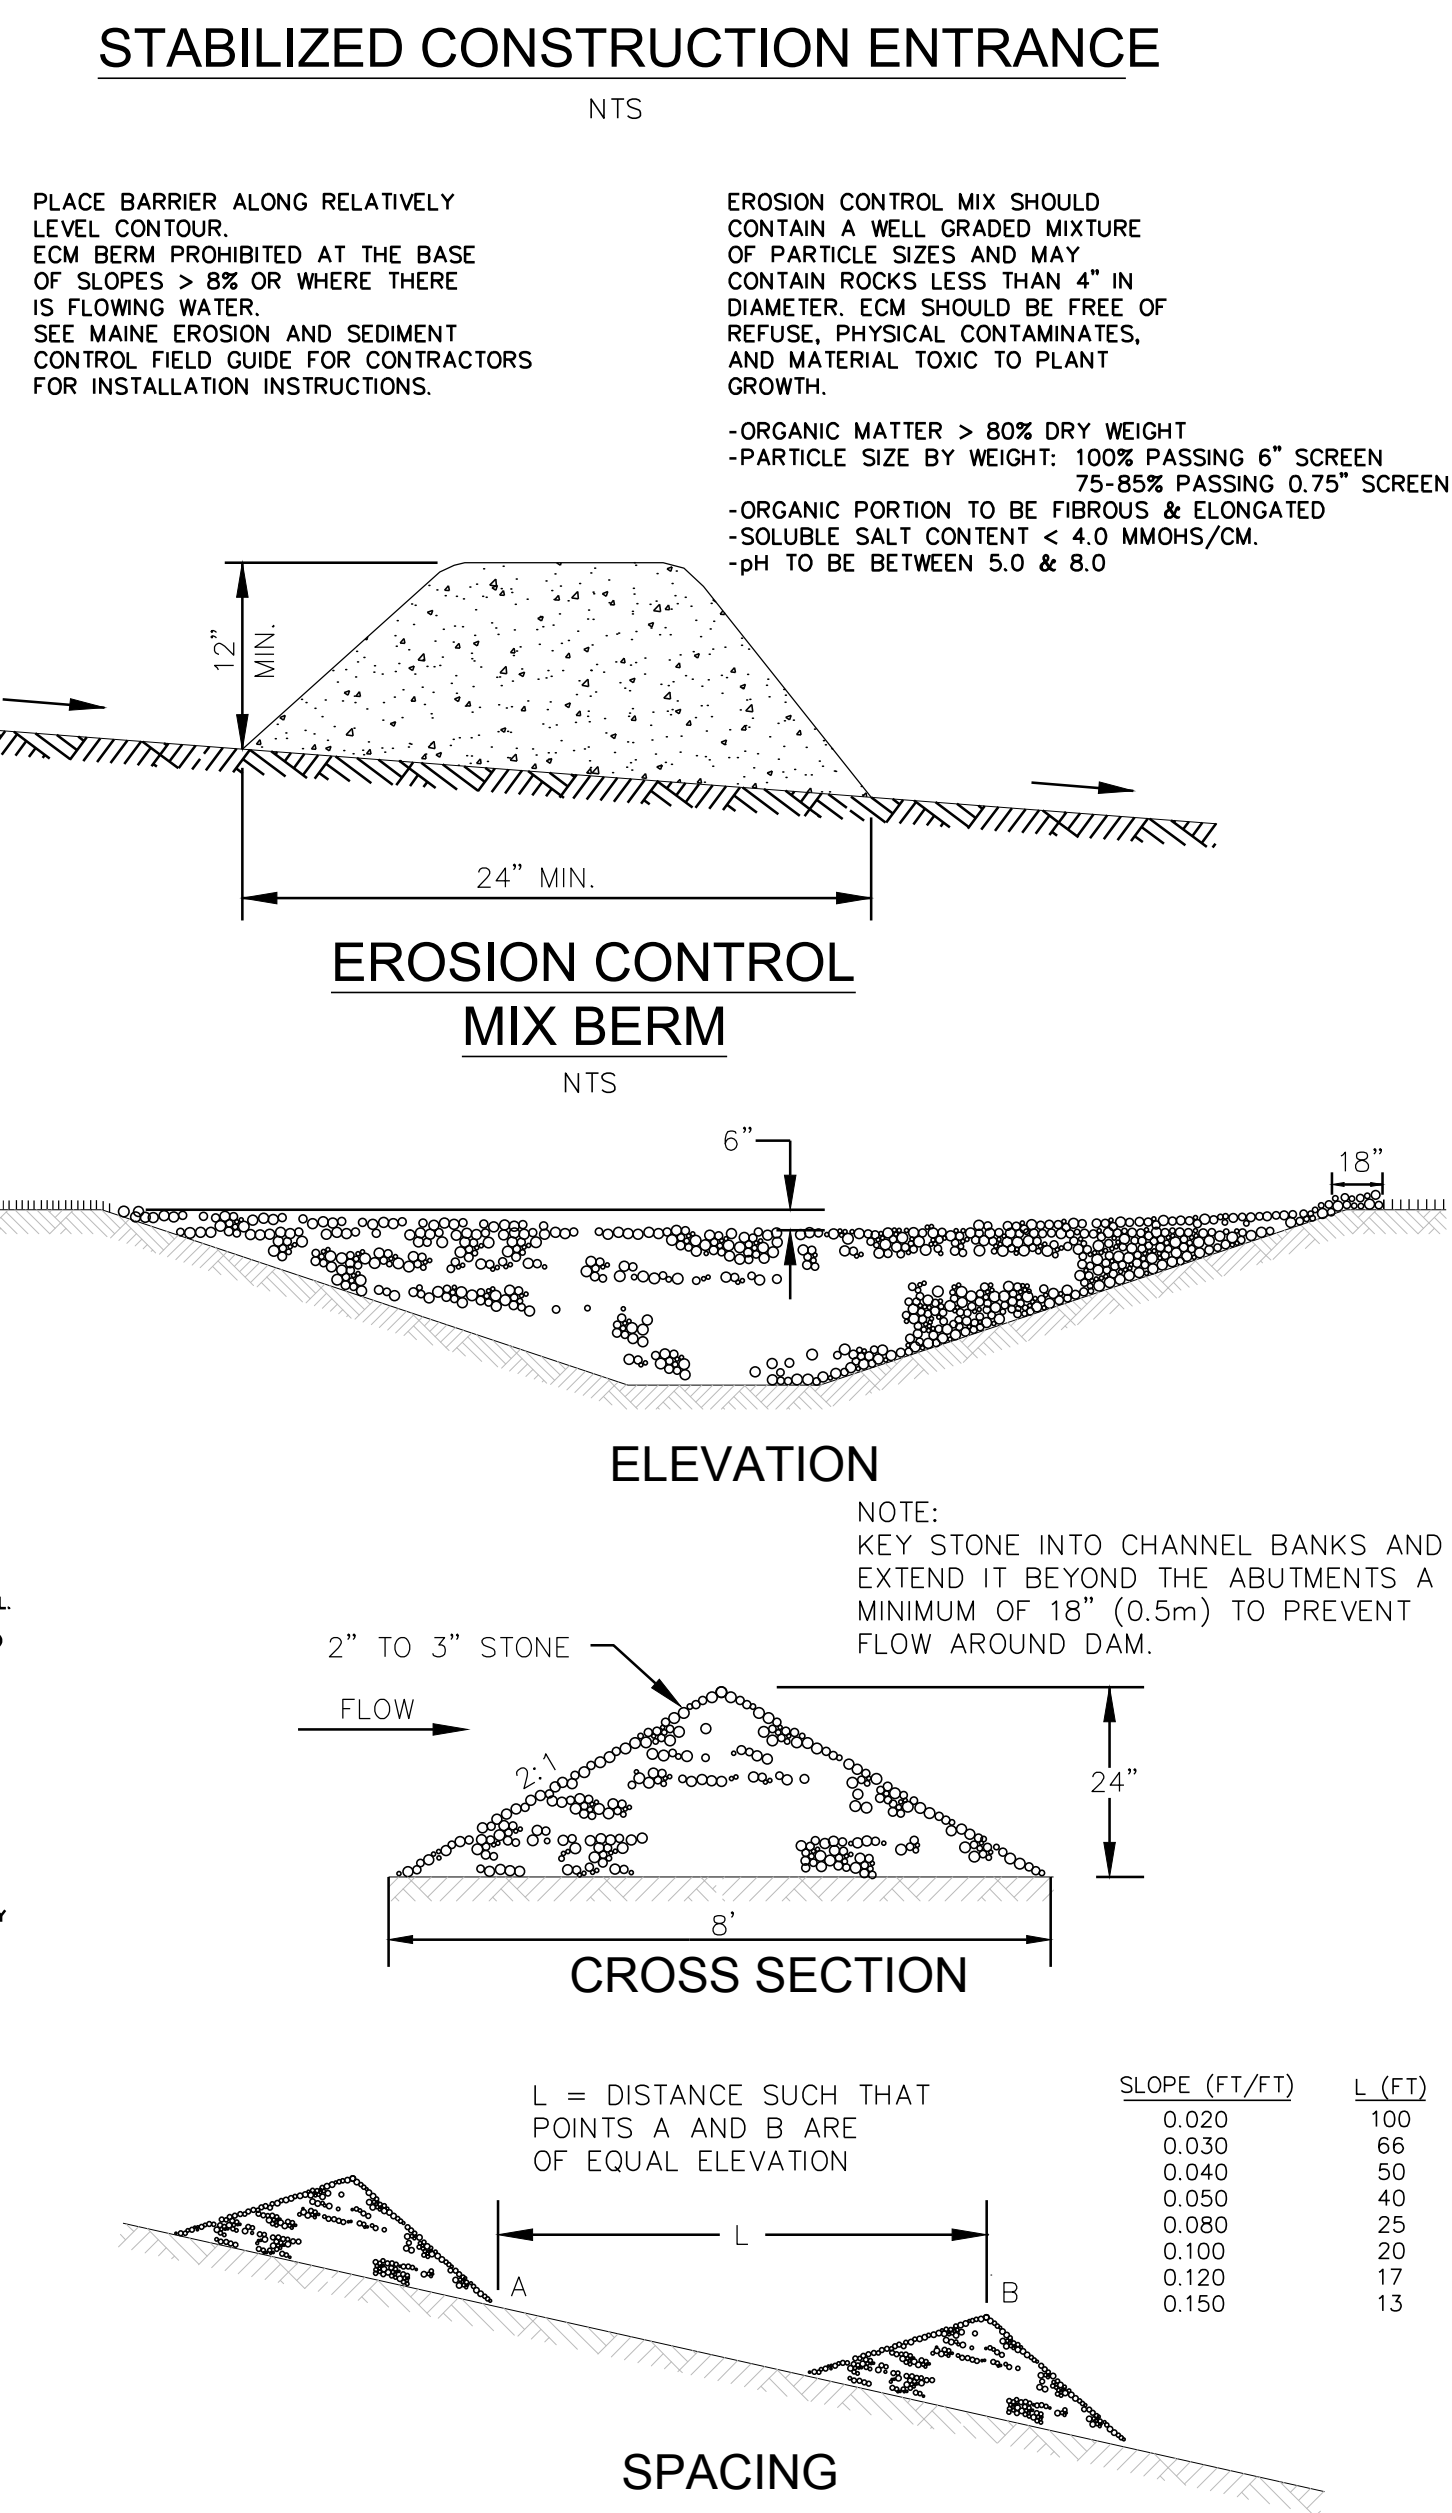 STABILIZED CONSTRUCTION ENTRANCE
NTS
PLACE BARRIER ALONG RELATIVELY
LEVEL CONTOUR.
ECM BERM PROHIBITED AT THE BASE
OF SLOPES > 8% OR WHERE THERE
IS FLOWING WATER.
SEE MAINE EROSION AND SEDIMENT
CONTROL FIELD GUIDE FOR CONTRACTORS
FOR INSTALLATION INSTRUCTIONS.
EROSION CONTROL MIX SHOULD
CONTAIN A WELL GRADED MIXTURE
OF PARTICLE SIZES AND MAY
CONTAIN ROCKS LESS THAN 4" IN
DIAMETER. ECM SHOULD BE FREE OF
REFUSE, PHYSICAL CONTAMINATES,
AND MATERIAL TOXIC TO PLANT
GROWTH.
-ORGANIC MATTER > 80% DRY WEIGHT
-PARTICLE SIZE BY WEIGHT: 100% PASSING 6" SCREEN
75-85% PASSING 0.75" SCREEN
-ORGANIC PORTION TO BE FIBROUS & ELONGATED
-SOLUBLE SALT CONTENT < 4.0 MMOHS/CM.
-pH TO BE BETWEEN 5.0 & 8.0
12"
MIN.
24" MIN.
EROSION CONTROL
MIX BERM
NTS
6"
18"
ELEVATION
NOTE:
KEY STONE INTO CHANNEL BANKS AND
EXTEND IT BEYOND THE ABUTMENTS A
MINIMUM OF 18" (0.5m) TO PREVENT
FLOW AROUND DAM.
L.
2" TO 3" STONE
FLOW
2:1
24"
Y
8'
CROSS SECTION
L = DISTANCE SUCH THAT
POINTS A AND B ARE
OF EQUAL ELEVATION
SLOPE (FT/FT) L (FT)
0.020 100
0.030 66
0.040 50
0.050 40
0.080 25
0.100 20
0.120 17
0.150 13
L
A
B
SPACING